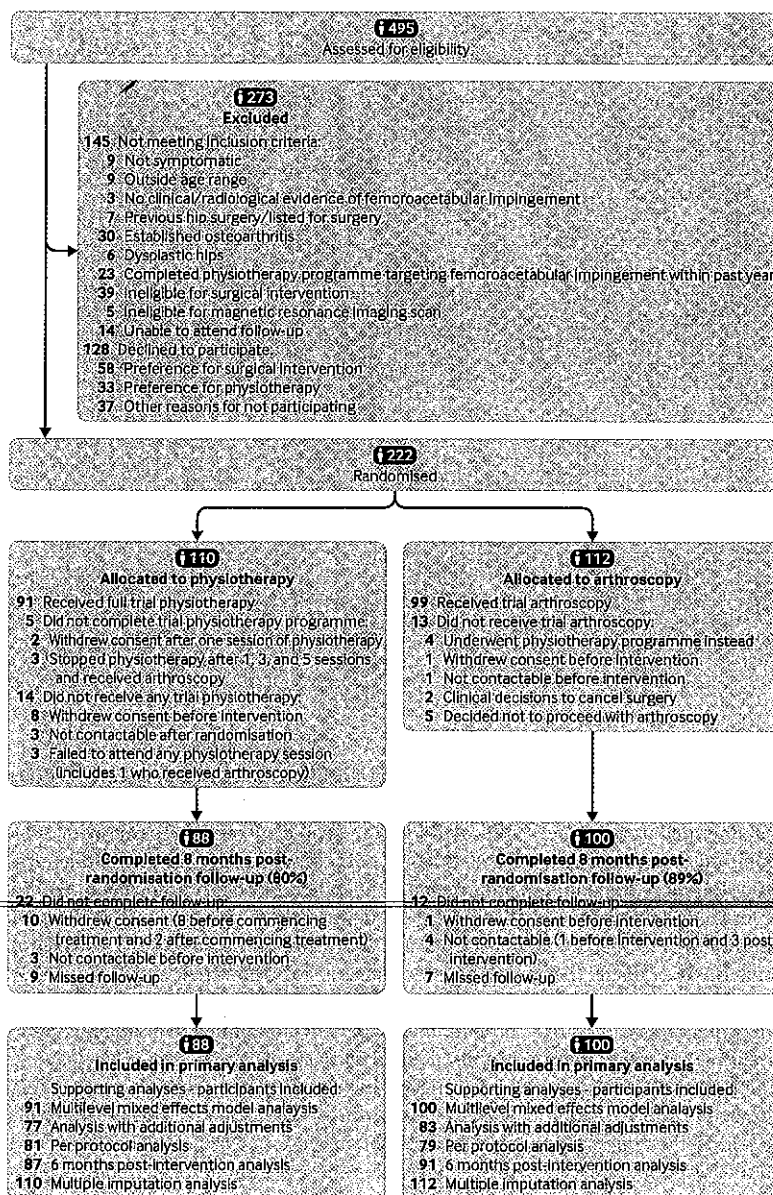 495
Assessed for eligibility
273
Excluded
145 Not meeting inclusion criteria:
9 Not symptomatic
9 Outside age range
3 No clinical/radiological evidence of femoroacetabular impingement
7 Previous hip surgery/listed for surgery
30 Established osteoarthritis
6 Dysplastic hips
23 Completed physiotherapy programme targeting femoroacetabular impingement within past year
39 Ineligible for surgical intervention
5 Ineligible for magnetic resonance imaging scan
14 Unable to attend follow-up
128 Declined to participate:
58 Preference for surgical intervention
33 Preference for physiotherapy
37 Other reasons for not participating
222
Randomised
110
Allocated to physiotherapy
91 Received full trial physiotherapy
5 Did not complete trial physiotherapy programme:
2 Withdrew consent after one session of physiotherapy
3 Stopped physiotherapy after 1, 3, and 5 sessions
and received arthroscopy
14 Did not receive any trial physiotherapy:
8 Withdrew consent before intervention
3 Not contactable after randomisation
3 Failed to attend any physiotherapy session
(includes 1 who received arthroscopy)
112
Allocated to arthroscopy
99 Received trial arthroscopy
13 Did not receive trial arthroscopy:
4 Underwent physiotherapy programme instead
1 Withdrew consent before intervention
1 Not contactable before intervention
2 Clinical decisions to cancel surgery
5 Decided not to proceed with arthroscopy
88
Completed 8 months post-
randomisation follow-up (80%)
22 Did not complete follow-up:
10 Withdrew consent (8 before commencing
treatment and 2 after commencing treatment)
3 Not contactable before intervention
9 Missed follow-up
100
Completed 8 months post-
randomisation follow-up (89%)
12 Did not complete follow-up:
1 Withdrew consent before intervention
4 Not contactable (1 before intervention and 3 post
intervention)
7 Missed follow-up
88
Included in primary analysis
Supporting analyses - participants included:
91 Multilevel mixed effects model analaysis
77 Analysis with additional adjustments
81 Per protocol analysis
87 6 months post-intervention analysis
110 Multiple imputation analysis
100
Included in primary analysis
Supporting analyses - participants included:
100 Multilevel mixed effects model analaysis
83 Analysis with additional adjustments
79 Per protocol analysis
91 6 months post-intervention analysis
112 Multiple imputation analysis